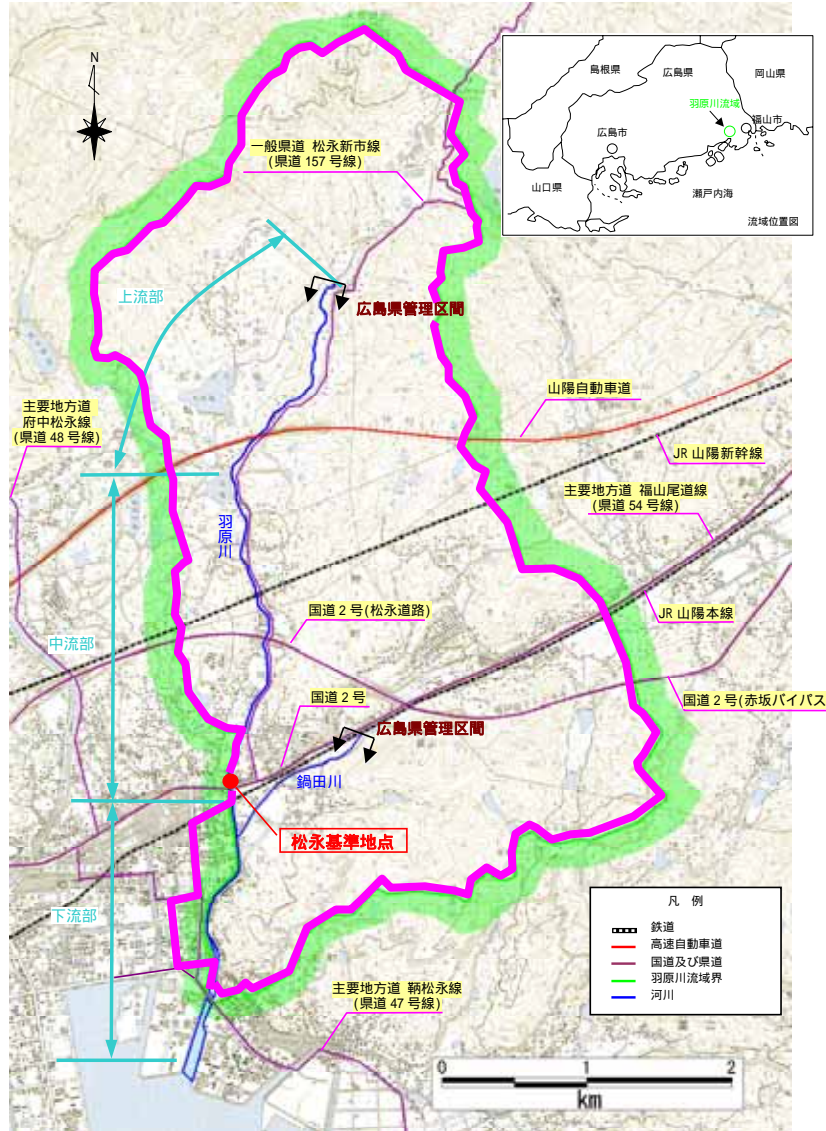 N
島根県
広島県
岡山県
羽原川流域
福山市
広島市
山口県
瀬戸内海
流域位置図
一般県道 松永新市線
(県道 157 号線)
上流部
広島県管理区間
主要地方道
府中松永線
(県道 48 号線)
山陽自動車道
JR 山陽新幹線
主要地方道 福山尾道線
(県道 54 号線)
羽原川
中流部
国道 2 号(松永道路)
JR 山陽本線
国道 2 号
国道 2 号(赤坂バイパス
広島県管理区間
鍋田川
松永基準地点
下流部
主要地方道 鞆松永線
(県道 47 号線)
凡 例
鉄道
高速自動車道
国道及び県道
羽原川流域界
河川
0 1 2
km